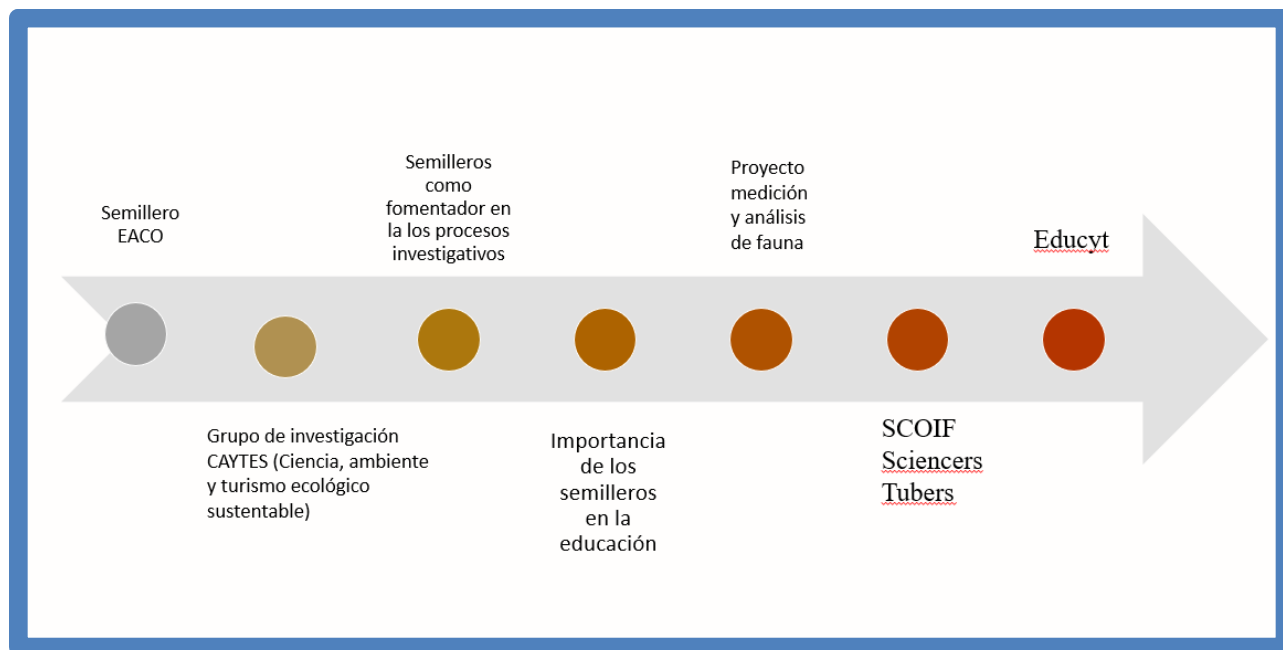 Semillero
EACO
Grupo de investigación
CAYTES (Ciencia, ambiente
y turismo ecológico
sustentable)
Semilleros
como
fomentador en
la los procesos
investigativos
Importancia
de los
semilleros
en la
educación
Proyecto
medición
y análisis
de fauna
SCOIF
Sciencers
Tubers
Educyt